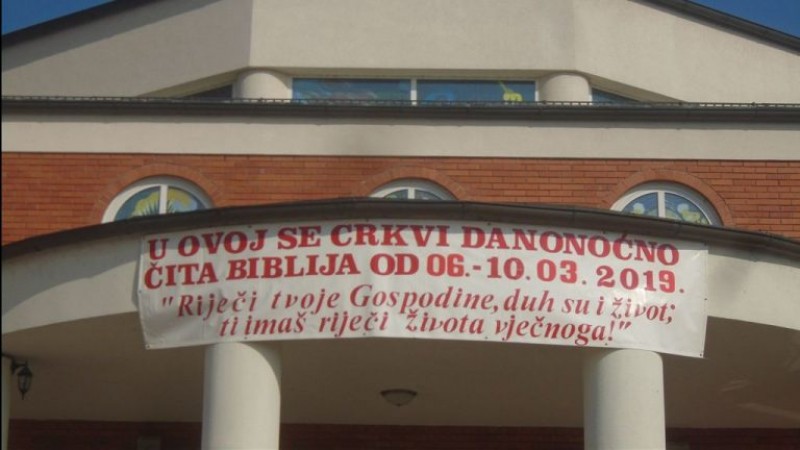 U OVOJ SE CRKVI DANONOĆNO
ČITA BIBLIJA OD 06.-10.03.2019.
"Riječi tvoje Gospodine, duh su i život;
ti imaš riječi života vječnoga!"